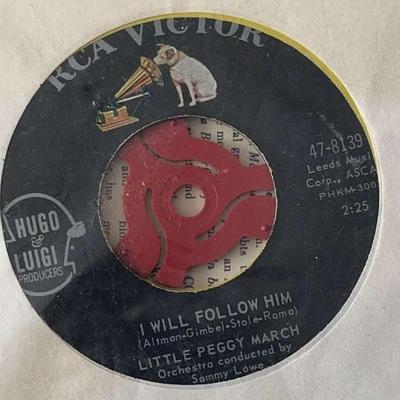 RCA VICTOR
47-8139
Leeds Music
Corp., ASCA
PHKM-300
2:25
HUGO
&
LUIGI
PRODUCERS
I WILL FOLLOW HIM
(Altman-Gimbel-Stole-Roma)
LITTLE PEGGY MARCH
Orchestra conducted by
Sammy Lowe